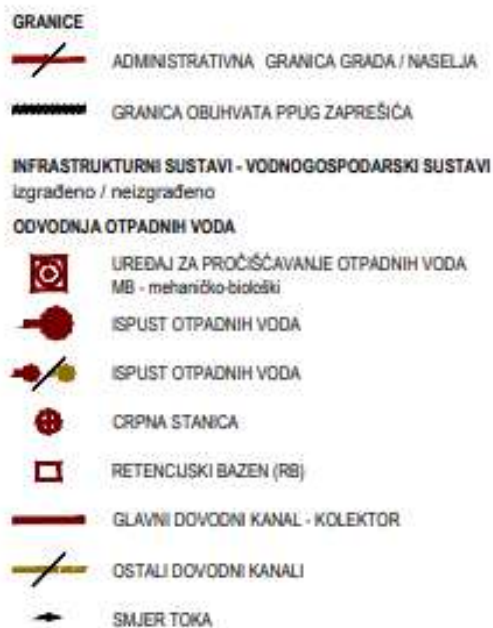 GRANICE
ADMINISTRATIVNA GRANICA GRADA / NASELJA
GRANICA OBUHVATA PPUG ZAPREŠIĆA
INFRASTRUKTURNI SUSTAVI - VODNOGOSPODARSKI SUSTAVI
izgrađeno / neizgrađeno
ODVODNJA OTPADNIH VODA
UREĐAJ ZA PROČIŠĆAVANJE OTPADNIH VODA
MB - mehaničko-biološki
ISPUST OTPADNIH VODA
ISPUST OTPADNIH VODA
CRPNA STANICA
RETENCIJSKI BAZEN (RB)
GLAVNI DOVODNI KANAL - KOLEKTOR
OSTALI DOVODNI KANALI
SMJER TOKA